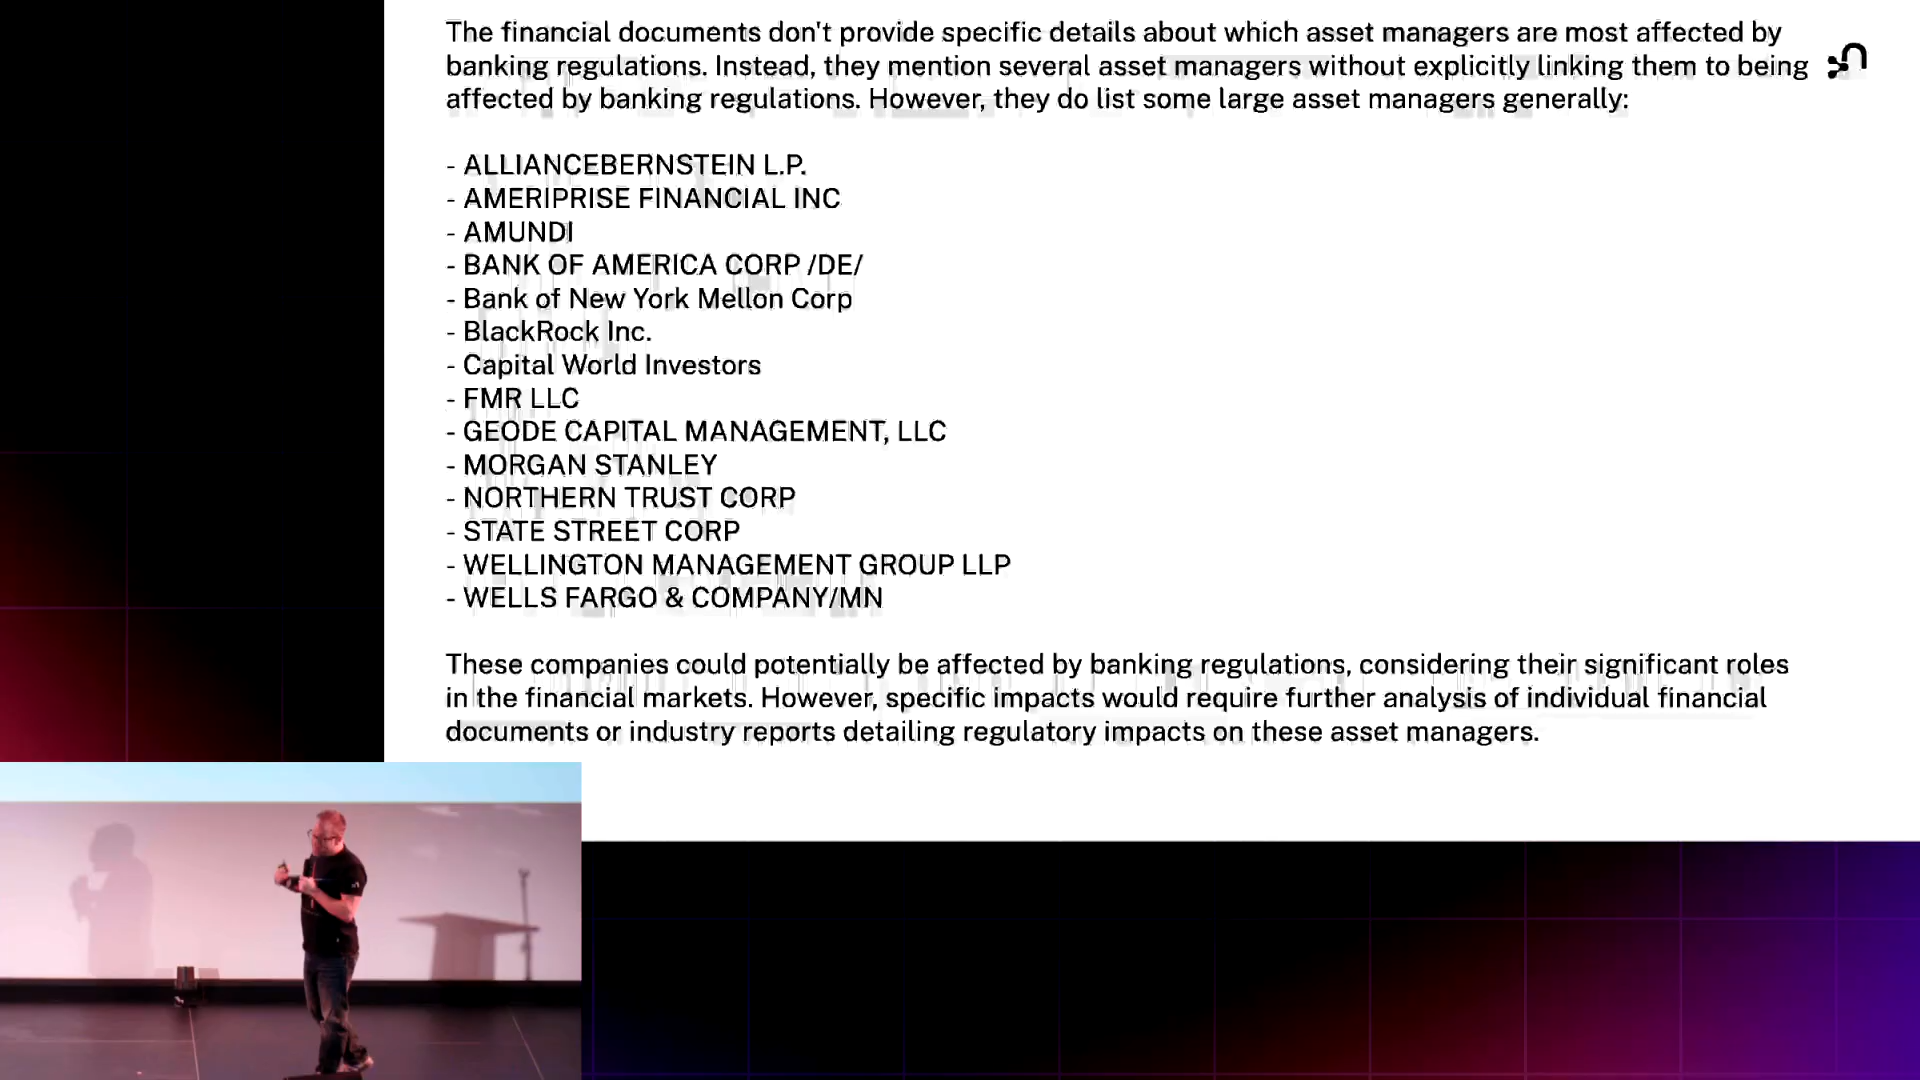 The financial documents don't provide specific details about which asset managers are most affected by
banking regulations. Instead, they mention several asset managers without explicitly linking them to being
affected by banking regulations. However, they do list some large asset managers generally:
- ALLIANCEBERNSTEIN L.P.
- AMERIPRISE FINANCIAL INC
- AMUNDI
- BANK OF AMERICA CORP /DE/
- Bank of New York Mellon Corp
- BlackRock Inc.
- Capital World Investors
- FMR LLC
- GEODE CAPITAL MANAGEMENT, LLC
- MORGAN STANLEY
- NORTHERN TRUST CORP
- STATE STREET CORP
- WELLINGTON MANAGEMENT GROUP LLP
- WELLS FARGO & COMPANY/MN
These companies could potentially be affected by banking regulations, considering their significant roles
in the financial markets. However, specific impacts would require further analysis of individual financial
documents or industry reports detailing regulatory impacts on these asset managers.